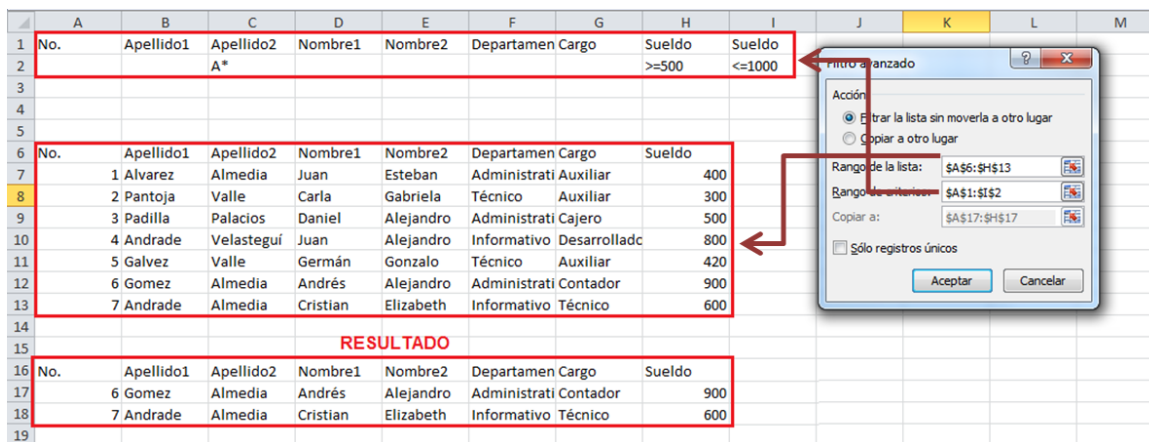 A B C D E F G H I J K L M
1 No. Apellido1 Apellido2 Nombre1 Nombre2 Departamen Cargo Sueldo Sueldo
2 A* >=500 <=1000
3
4
5
6 No. Apellido1 Apellido2 Nombre1 Nombre2 Departamen Cargo Sueldo
7 1 Alvarez Almedia Juan Esteban Administrati Auxiliar 400
8 2 Pantoja Valle Carla Gabriela Técnico Auxiliar 300
9 3 Padilla Palacios Daniel Alejandro Administrati Cajero 500
10 4 Andrade Velasteguí Juan Alejandro Informativo Desarrollado 800
11 5 Galvez Valle Germán Gonzalo Técnico Auxiliar 420
12 6 Gomez Almedia Andrés Alejandro Administrati Contador 900
13 7 Andrade Almedia Cristian Elizabeth Informativo Técnico 600
14
15 RESULTADO
16 No. Apellido1 Apellido2 Nombre1 Nombre2 Departamen Cargo Sueldo
17 6 Gomez Almedia Andrés Alejandro Administrati Contador 900
18 7 Andrade Almedia Cristian Elizabeth Informativo Técnico 600
19
Filtro avanzado
Acción
Filtrar la lista sin moverla a otro lugar
Copiar a otro lugar
Rango de la lista: $A$6:$H$13
Rango de criterios: $A$1:$I$2
Copiar a: $A$17:$H$17
Sólo registros únicos
Aceptar Cancelar